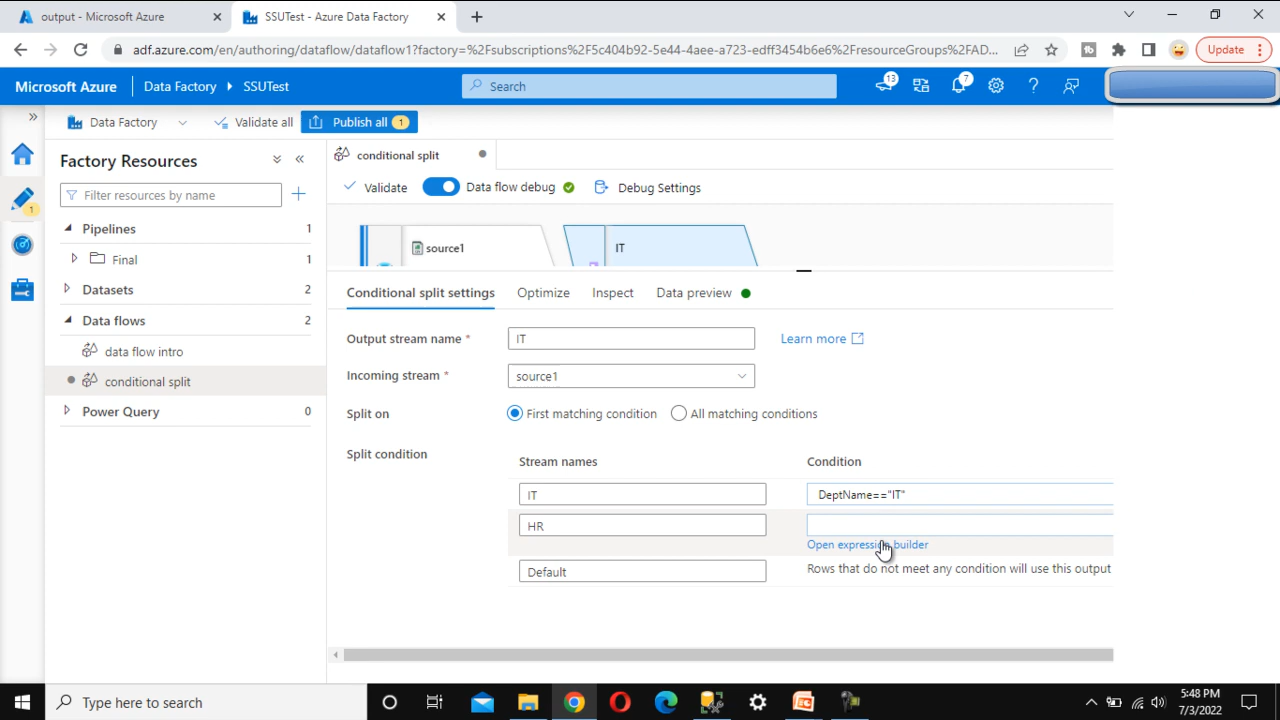 output - Microsoft Azure
SSUTest - Azure Data Factory
adf.azure.com/en/authoring/dataflow/dataflow1?factory=%2Fsubscriptions%2F5c404b92-5e44-4aee-a723-edff3454b6e6%2FresourceGroups%2FAD...
Update
Microsoft Azure
Data Factory
SSUTest
Search
13
7
Data Factory
Validate all
Publish all 1
Factory Resources
Filter resources by name
Pipelines 1
Final 1
Datasets 2
Data flows 2
data flow intro
conditional split
Power Query 0
1
conditional split
Validate
Data flow debug
Debug Settings
source1
IT
Conditional split settings
Optimize
Inspect
Data preview
Output stream name *
IT
Learn more
Incoming stream *
source1
Split on
First matching condition
All matching conditions
Split condition
Stream names
Condition
IT
DeptName=="IT"
HR
Open expression builder
Default
Rows that do not meet any condition will use this output
Type here to search
5:48 PM
7/3/2022